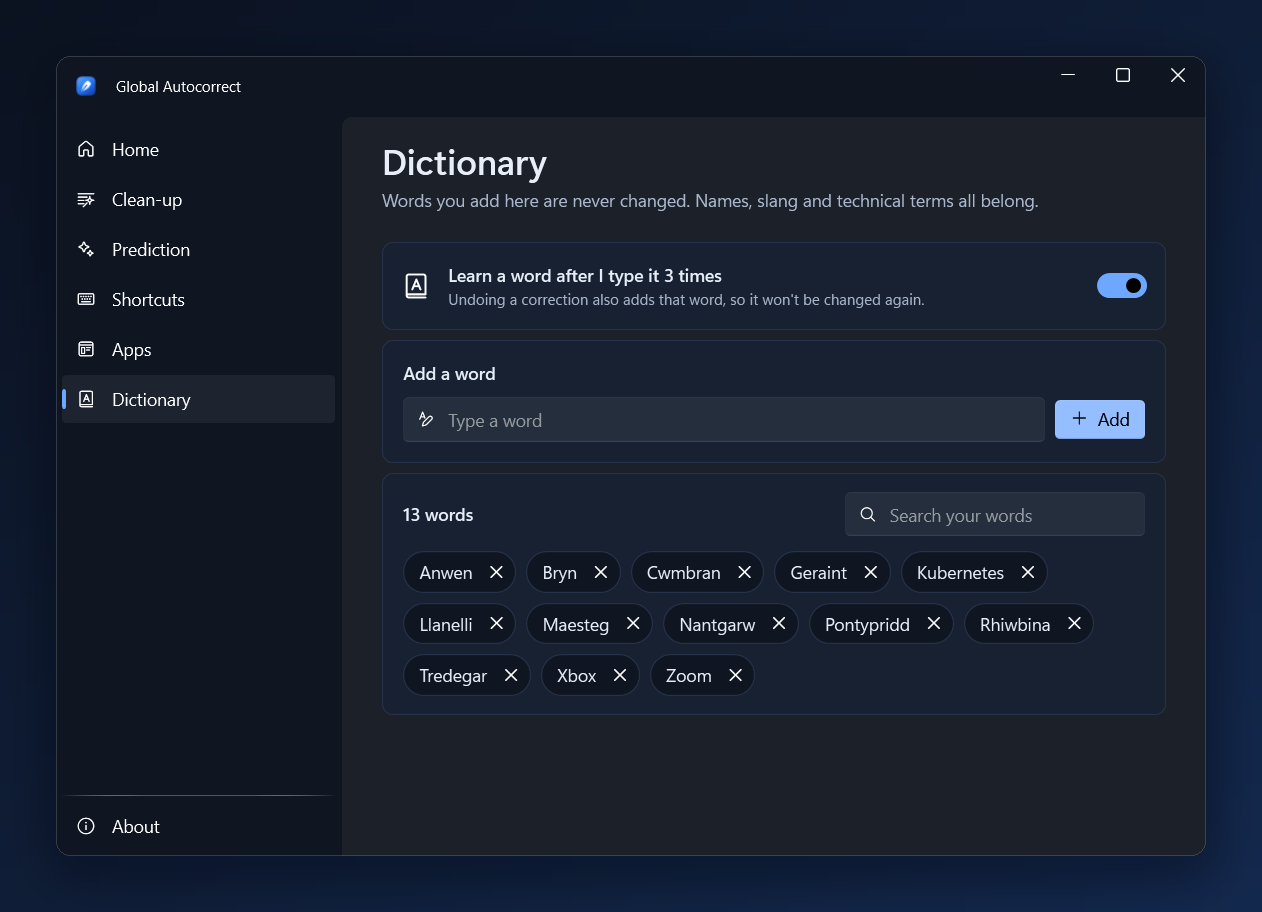 Global Autocorrect
Home
Clean-up
Prediction
Shortcuts
Apps
Dictionary
About
Dictionary
Words you add here are never changed. Names, slang and technical terms all belong.
Learn a word after I type it 3 times
Undoing a correction also adds that word, so it won't be changed again.
Add a word
Type a word
Add
13 words
Search your words
Anwen Bryn Cwmbran Geraint Kubernetes
Llanelli Maesteg Nantgarw Pontypridd Rhiwbina
Tredegar Xbox Zoom